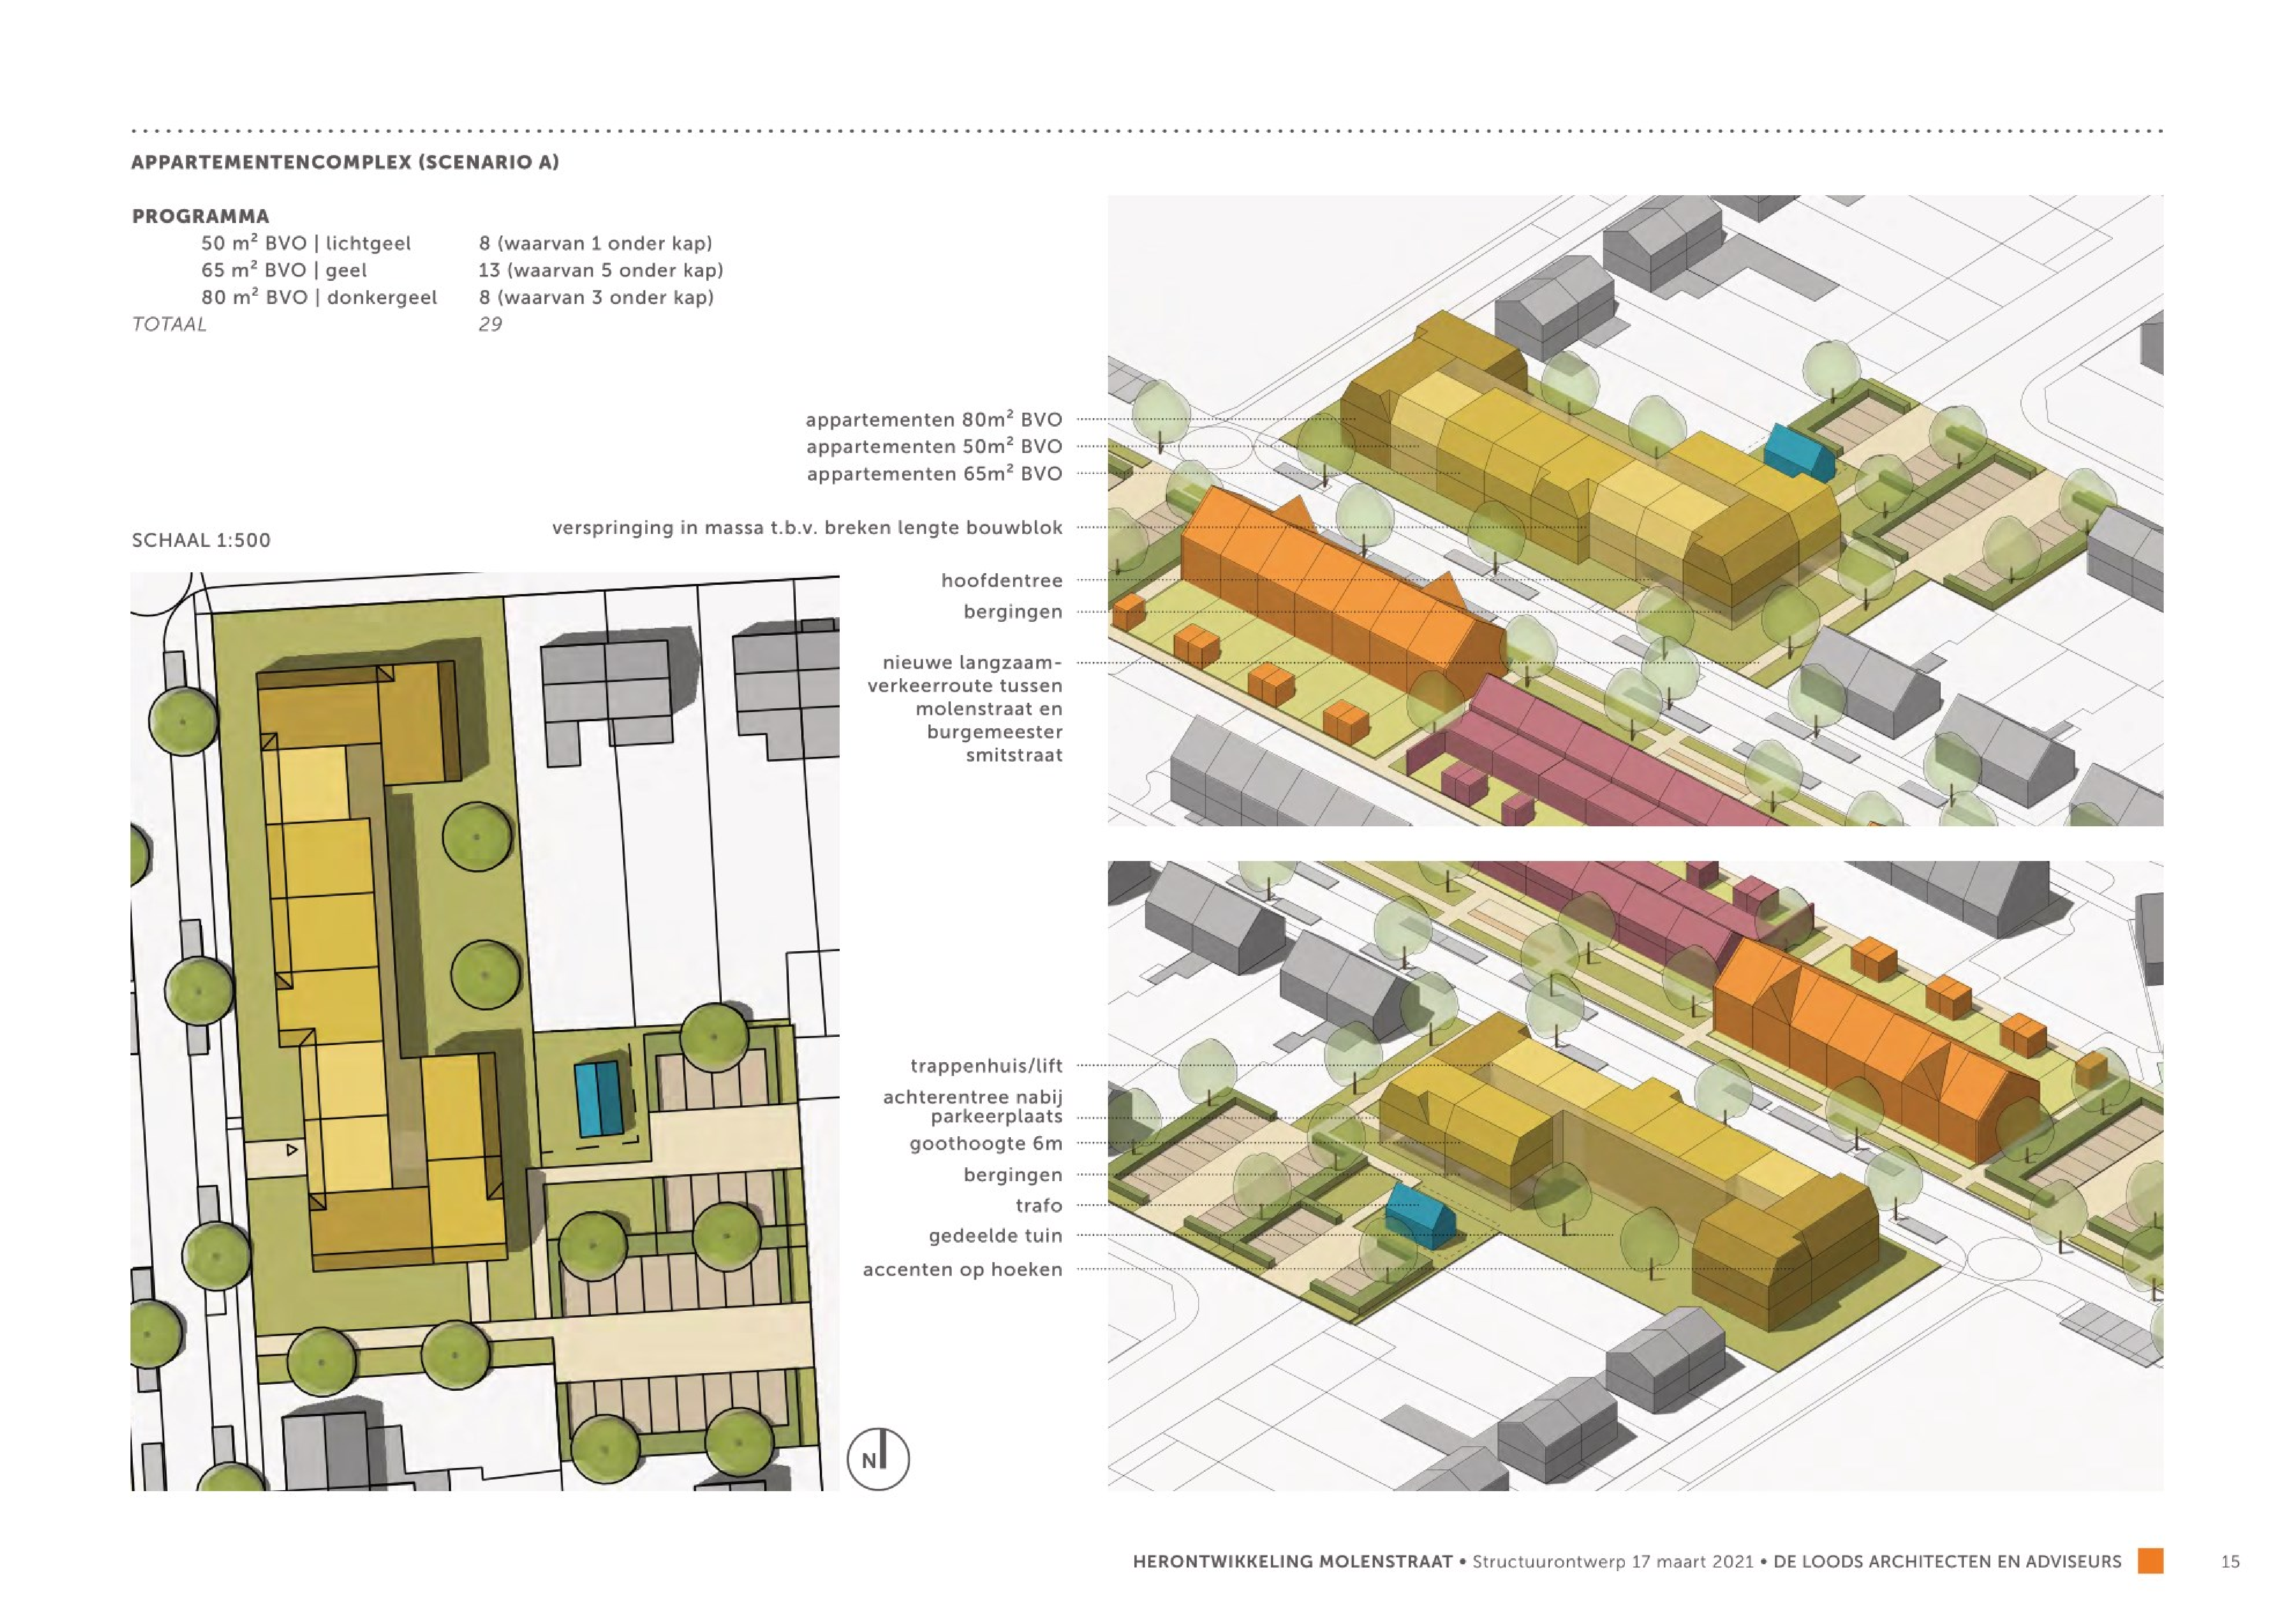 APPARTEMENTENCOMPLEX (SCENARIO A)
PROGRAMMA
50 m² BVO | lichtgeel 8 (waarvan 1 onder kap)
65 m² BVO | geel 13 (waarvan 5 onder kap)
80 m² BVO | donkergeel 8 (waarvan 3 onder kap)
TOTAAL 29
appartementen 80m² BVO
appartementen 50m² BVO
appartementen 65m² BVO
verspringing in massa t.b.v. breken lengte bouwblok
SCHAAL 1:500
hoofdentree
bergingen
nieuwe langzaam-
verkeerroute tussen
molenstraat en
burgemeester
smitstraat
trappenhuis/lift
achterentree nabij
parkeerplaats
goothoogte 6m
bergingen
trafo
gedeelde tuin
accenten op hoeken
N
HERONTWIKKELING MOLENSTRAAT • Structuurontwerp 17 maart 2021 • DE LOODS ARCHITECTEN EN ADVISEURS 15